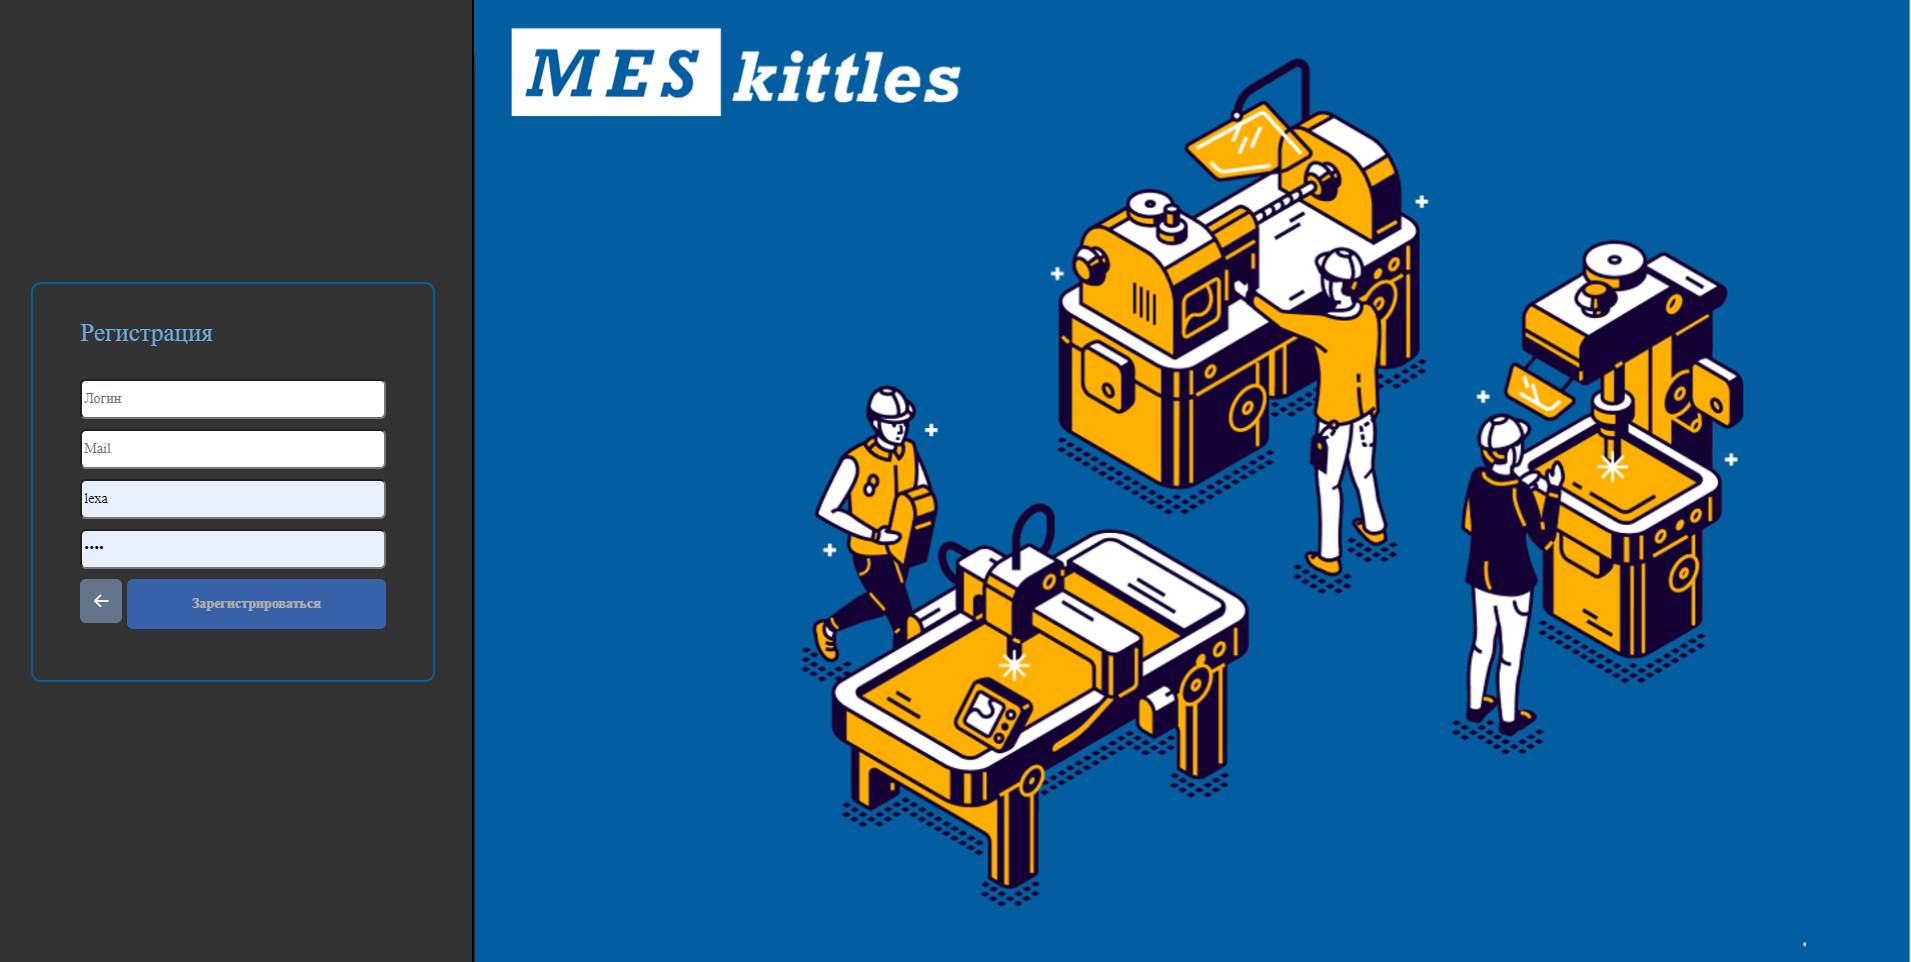 MES kittles
Регистрация
Логин
Mail
lexa
••••
Зарегистрироваться